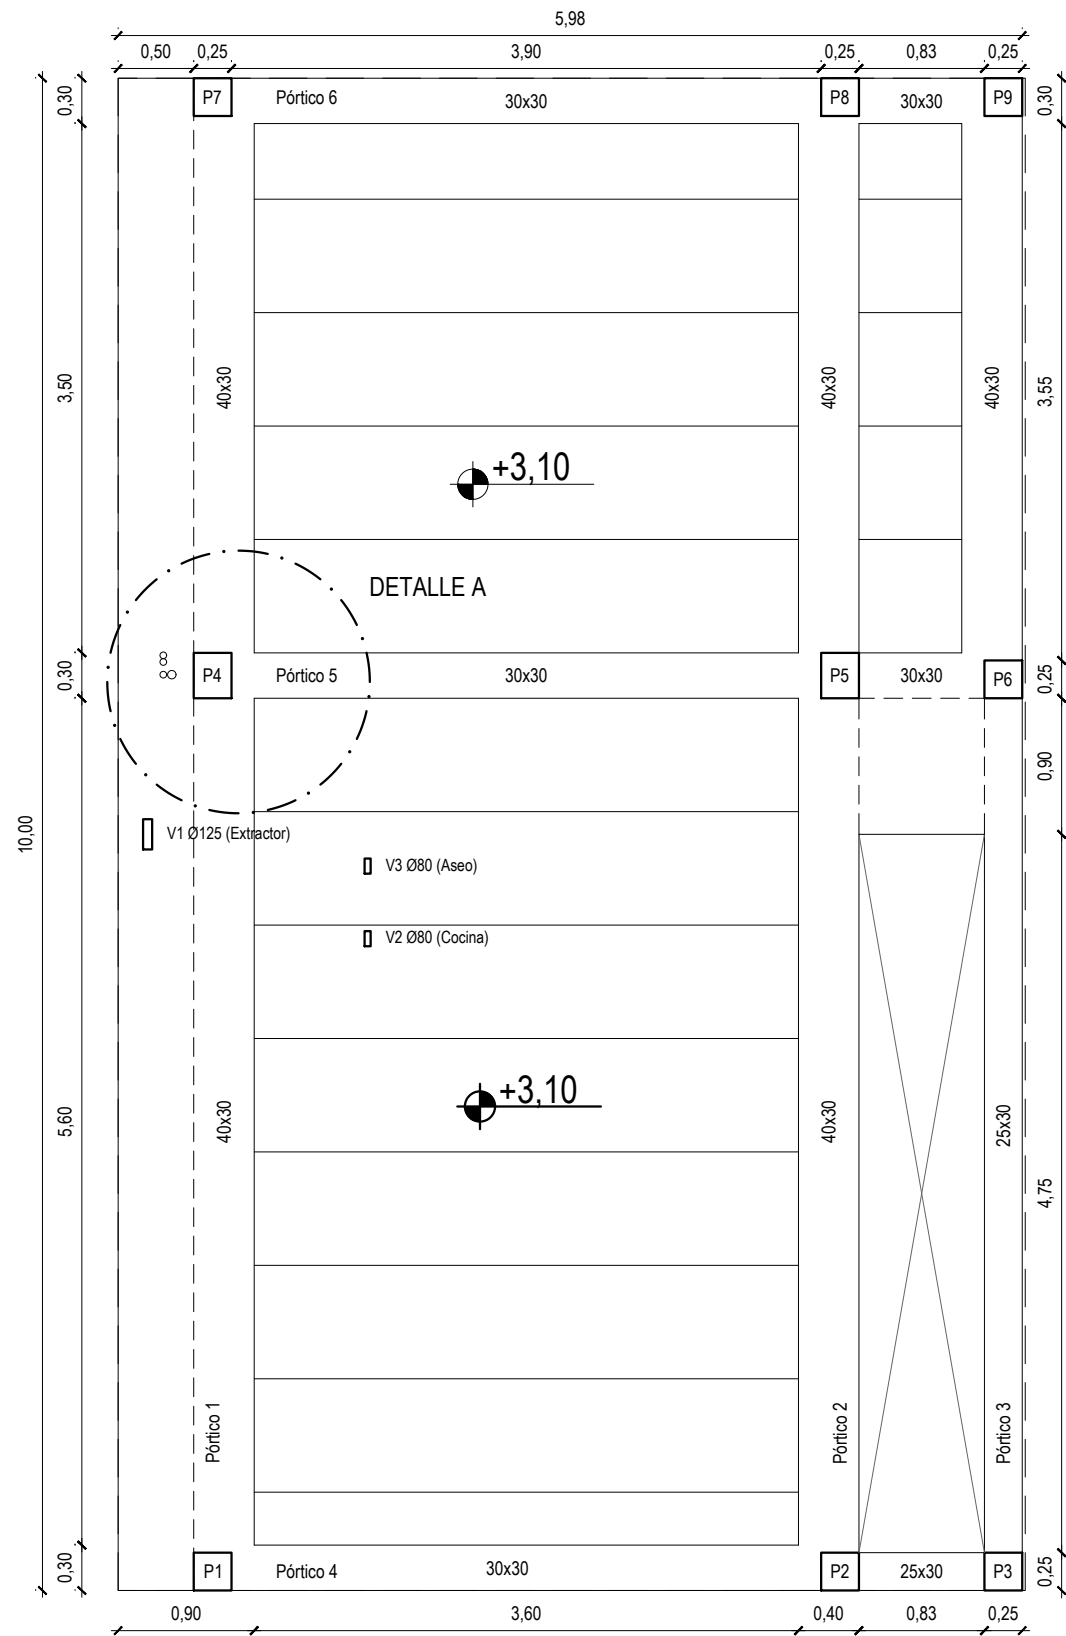 5,98
0,50 0,25 3,90 0,25 0,83 0,25
0,30 P7 Pórtico 6 30x30 P8 30x30 P9 0,30
3,50 40x30 40x30 40x30 3,55
+3,10
DETALLE A
0,30 P4 Pórtico 5 30x30 P5 30x30 P6 0,25
0,90
10,00
V1 Ø125 (Extractor)
V3 Ø80 (Aseo)
V2 Ø80 (Cocina)
+3,10
5,60 40x30 40x30 25x30
4,75
Pórtico 1 Pórtico 2 Pórtico 3
0,30 P1 Pórtico 4 30x30 P2 25x30 P3 0,25
0,90 3,60 0,40 0,83 0,25